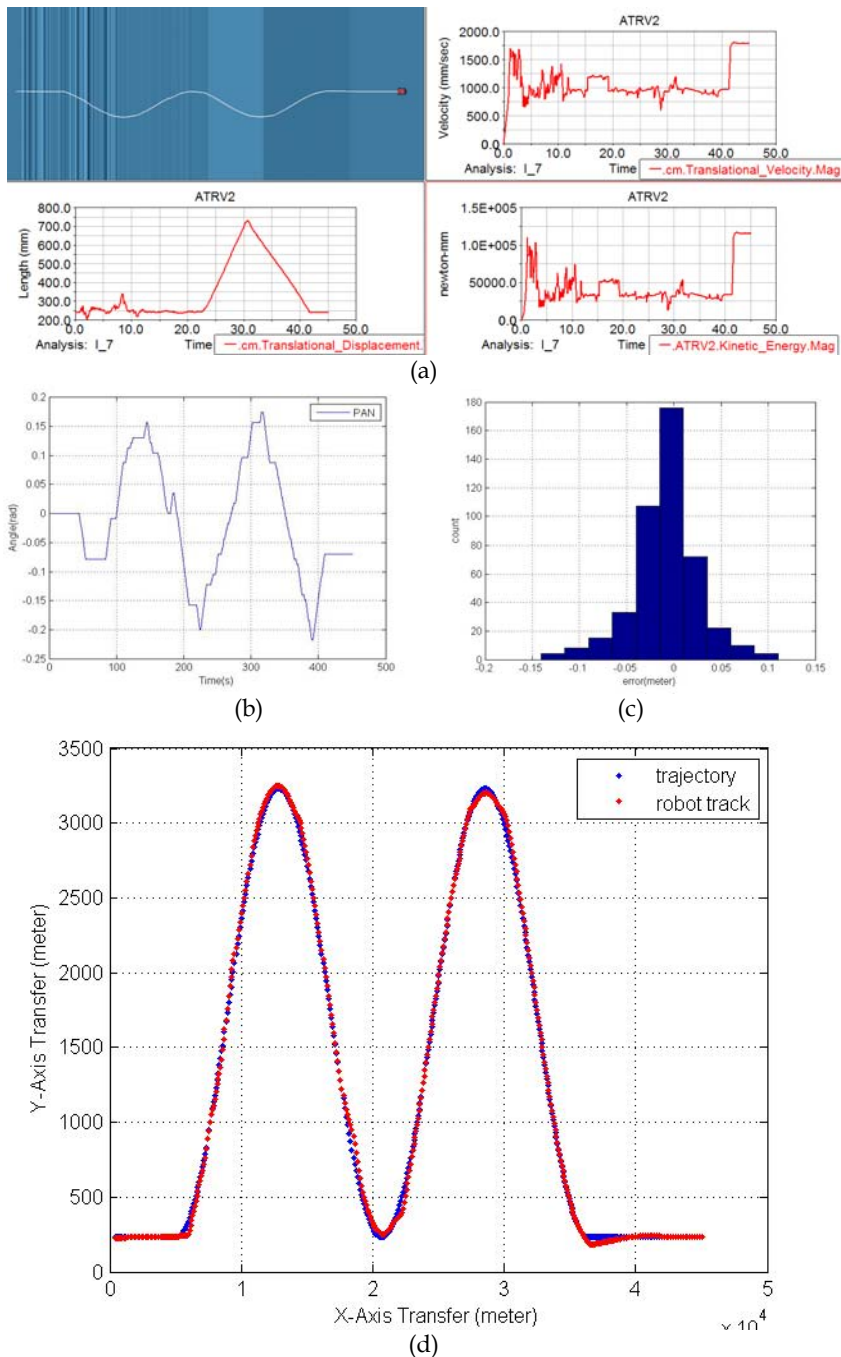 ATRV2
Velocity (mm/sec)
2000.0
1500.0
1000.0
500.0
0.0
0.0 10.0 20.0 30.0 40.0 50.0
Analysis: I_7 Time .cm.Translational_Velocity.Mag
ATRV2
Length (mm)
800.0
700.0
600.0
500.0
400.0
300.0
200.0
0.0 10.0 20.0 30.0 40.0 50.0
Analysis: I_7 Time .cm.Translational_Displacement.
ATRV2
newton-mm
1.5E+005
1.0E+005
50000.0
0.0
0.0 10.0 20.0 30.0 40.0 50.0
Analysis: I_7 Time .ATRV2.Kinetic_Energy.Mag
(a)
PAN
Angle(rad)
0.2
0.15
0.1
0.05
0
-0.05
-0.1
-0.15
-0.2
-0.25
0 100 200 300 400 500
Time(s)
(b)
count
180
160
140
120
100
80
60
40
20
0
-0.2 -0.15 -0.1 -0.05 0 0.05 0.1 0.15
error(meter)
(c)
trajectory
robot track
Y-Axis Transfer (meter)
3500
3000
2500
2000
1500
1000
500
0
0 1 2 3 4 5
X-Axis Transfer (meter)
x 10^4
(d)